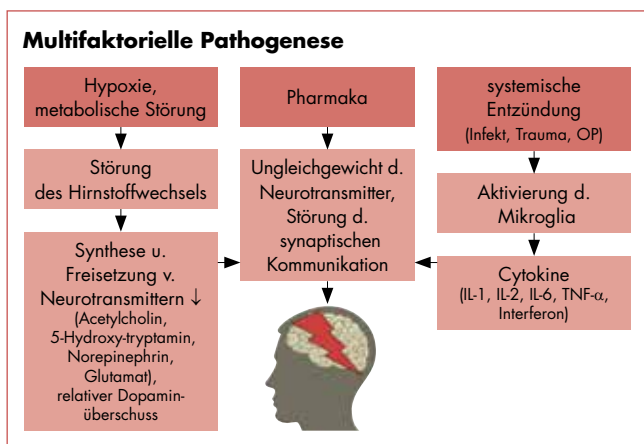 Multifaktorielle Pathogenese
Hypoxie,
metabolische Störung
Störung
des Hirnstoffwechsels
Synthese u.
Freisetzung v.
Neurotransmittern ↓
(Acetylcholin,
5-Hydroxy-tryptamin,
Norepinephrin,
Glutamat),
relativer Dopamin-
überschuss
Pharmaka
Ungleichgewicht d.
Neurotransmitter,
Störung d.
synaptischen
Kommunikation
systemische
Entzündung
(Infekt, Trauma, OP)
Aktivierung d.
Mikroglia
Cytokine
(IL-1, IL-2, IL-6, TNF-α,
Interferon)